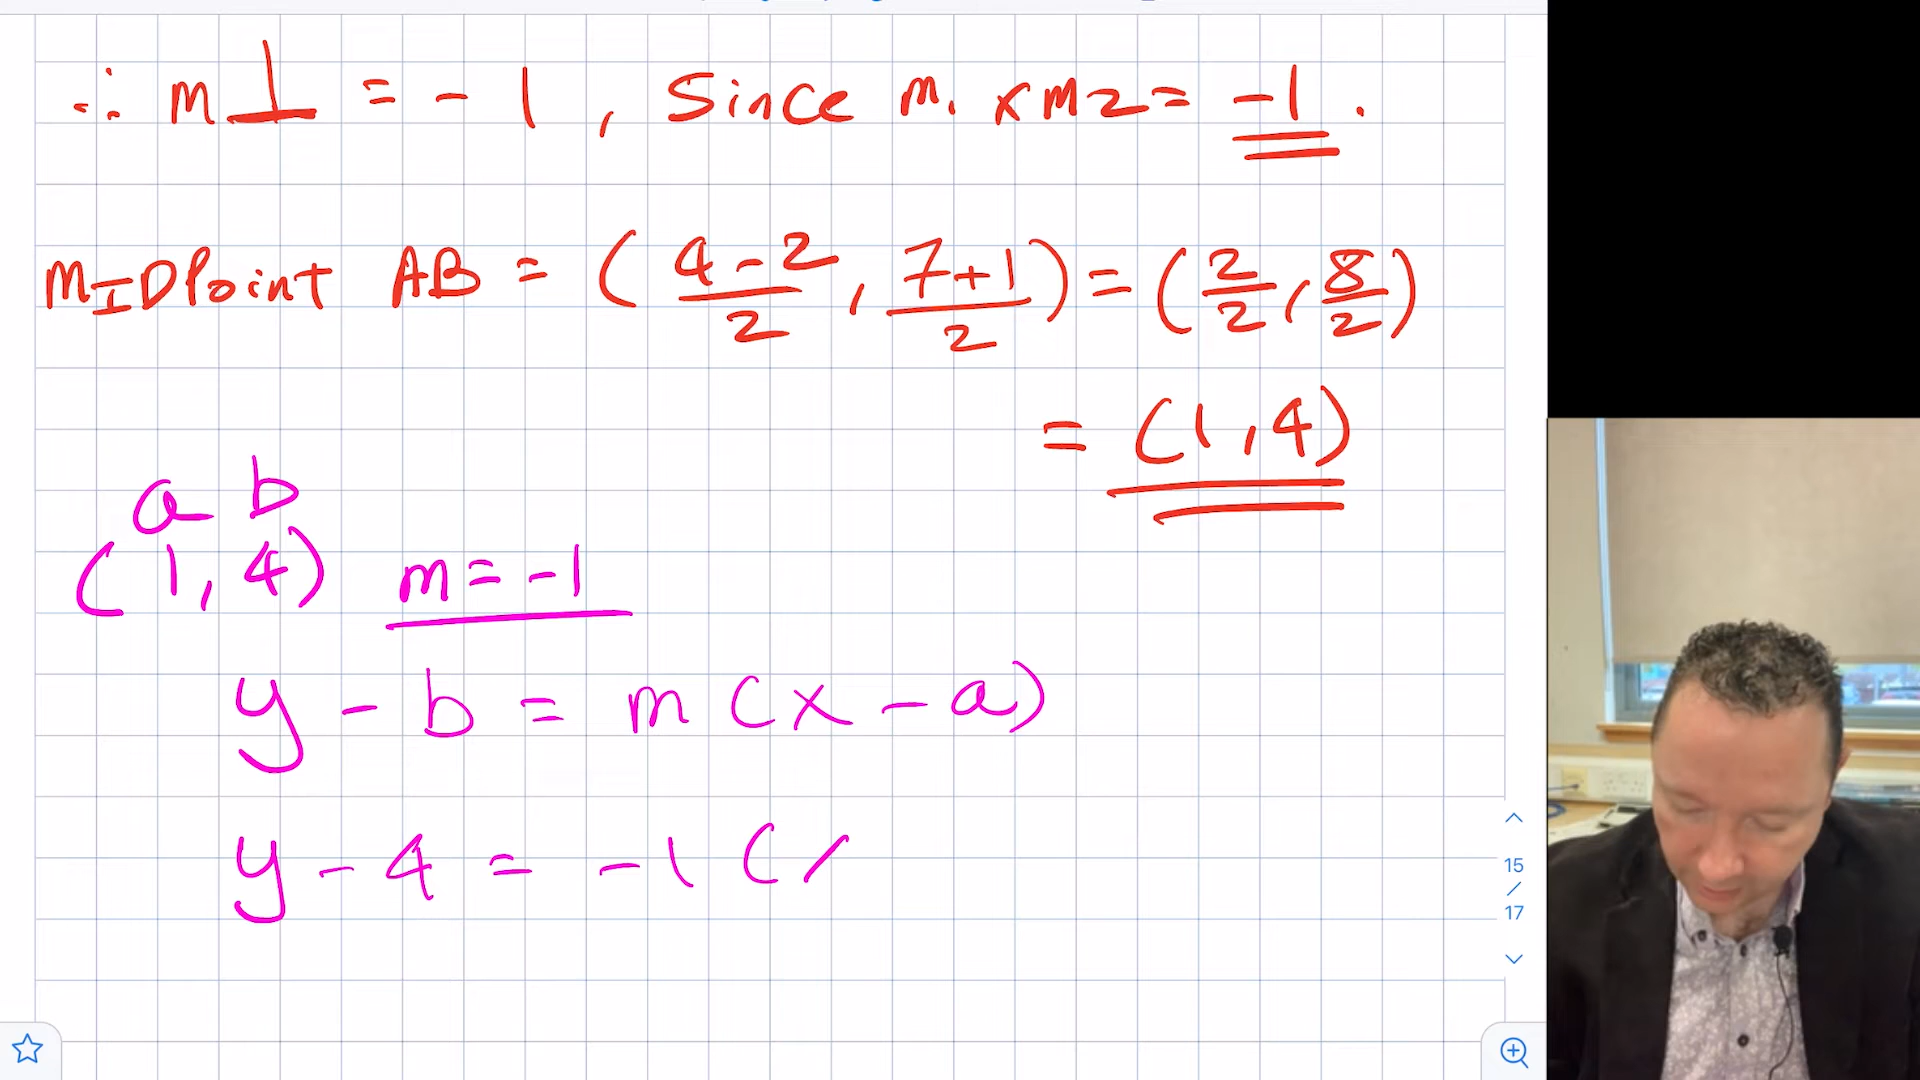 ∴ m⊥ = - 1 , Since m1 x m2 = -1 .
MIDPoint AB = ( 4-2/2 , 7+1/2 ) = ( 2/2 , 8/2 )
= (1,4)
a b
(1,4) m = -1
y - b = m (x - a)
y - 4 = -1 (
15
/
17